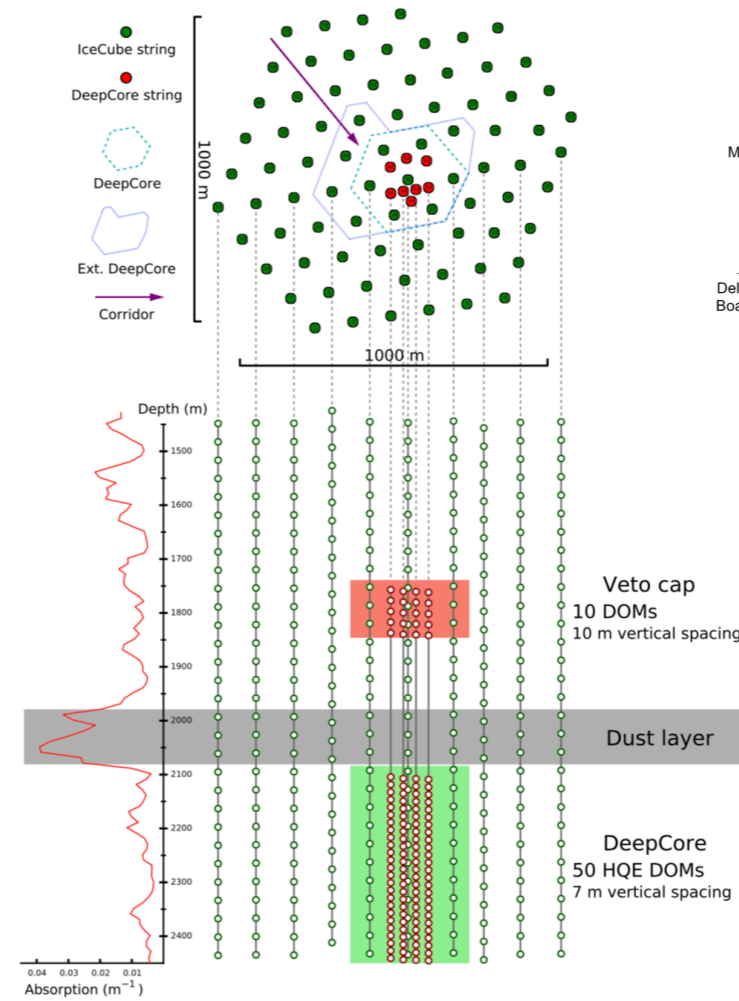 IceCube string
DeepCore string
DeepCore
Ext. DeepCore
Corridor
1000 m
1000 m
M
Del
Boa
Depth (m)
1500
1600
1700
1800
1900
2000
2100
2200
2300
2400
Veto cap
10 DOMs
10 m vertical spacing
Dust layer
DeepCore
50 HQE DOMs
7 m vertical spacing
0.04 0.03 0.02 0.01
Absorption (m⁻¹)